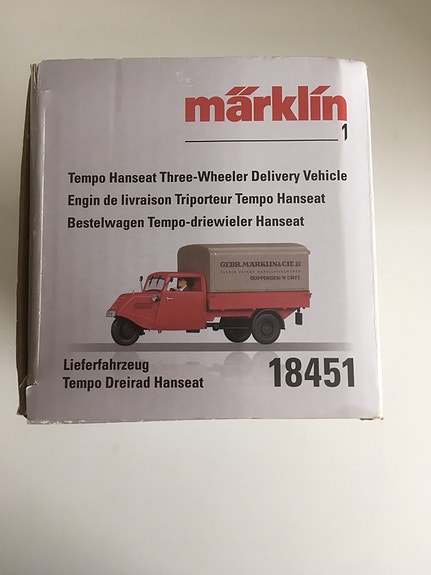 märklin
1
Tempo Hanseat Three-Wheeler Delivery Vehicle
Engin de livraison Triporteur Tempo Hanseat
Bestelwagen Tempo-driewieler Hanseat
GEBR. MÄRKLIN & CIE.
GÖPPINGEN
Lieferfahrzeug
Tempo Dreirad Hanseat
18451